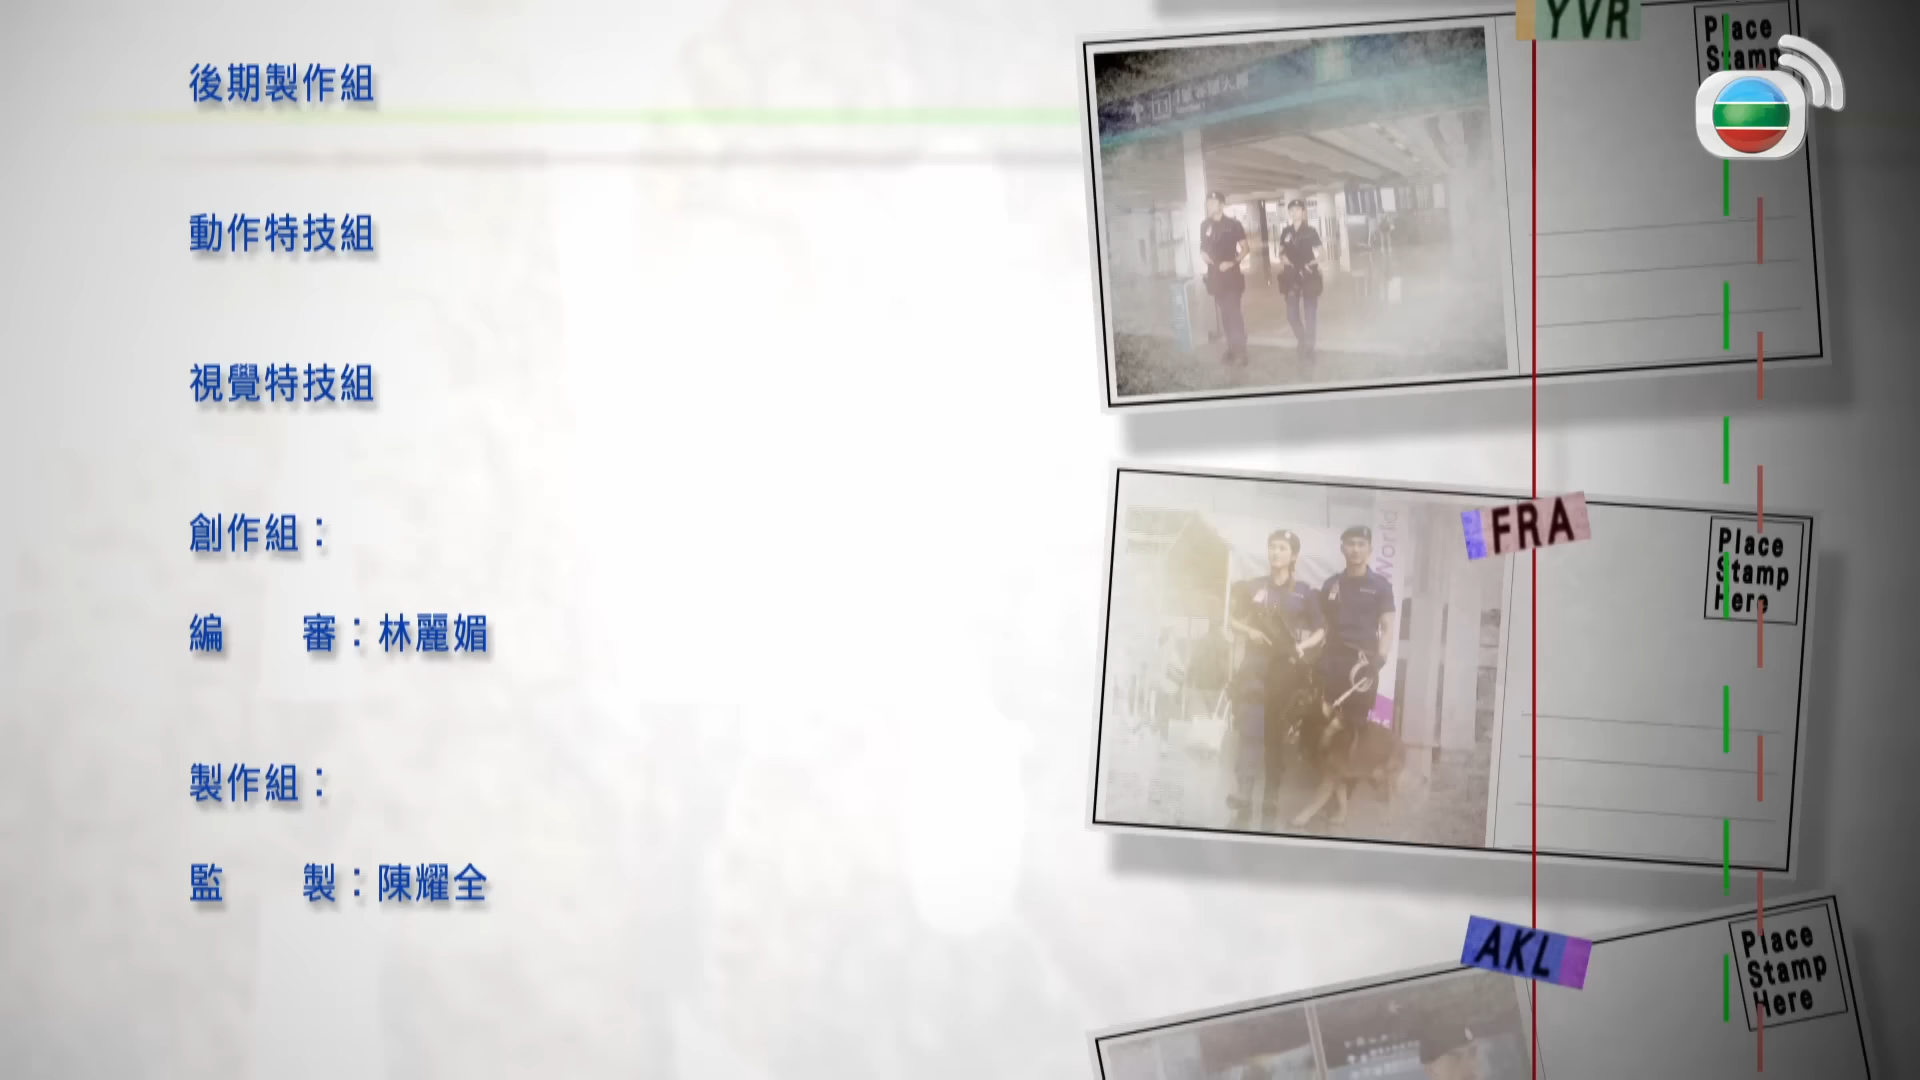 後期製作組
動作特技組
視覺特技組
創作組：
編　　審：林麗媚
製作組：
監　　製：陳耀全
YVR
Place
Stamp
FRA
World
Place
Stamp
Here
AKL
Place
Stamp
Here